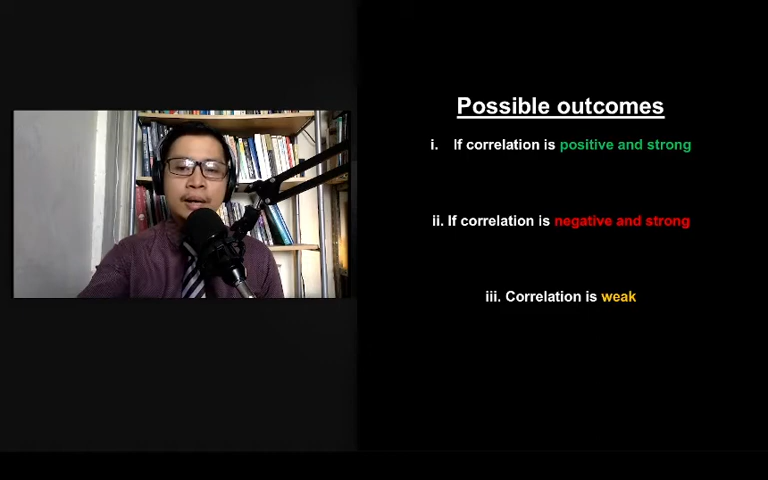 Possible outcomes
i. If correlation is positive and strong
ii. If correlation is negative and strong
iii. Correlation is weak